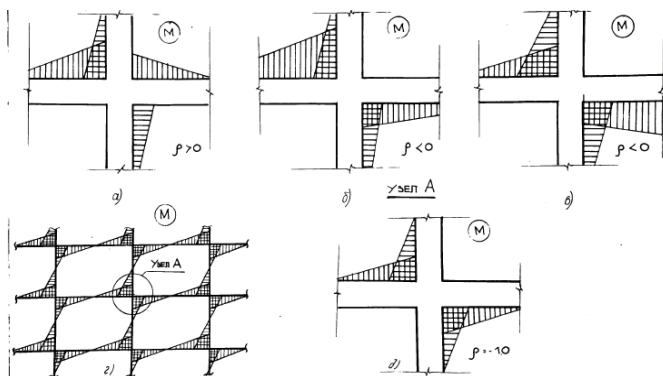 М
М
М
ρ>0
ρ<0
ρ<0
а)
б)
в)
УЗЕЛ А
М
М
УЗЕЛ А
г)
д)
ρ=-1,0